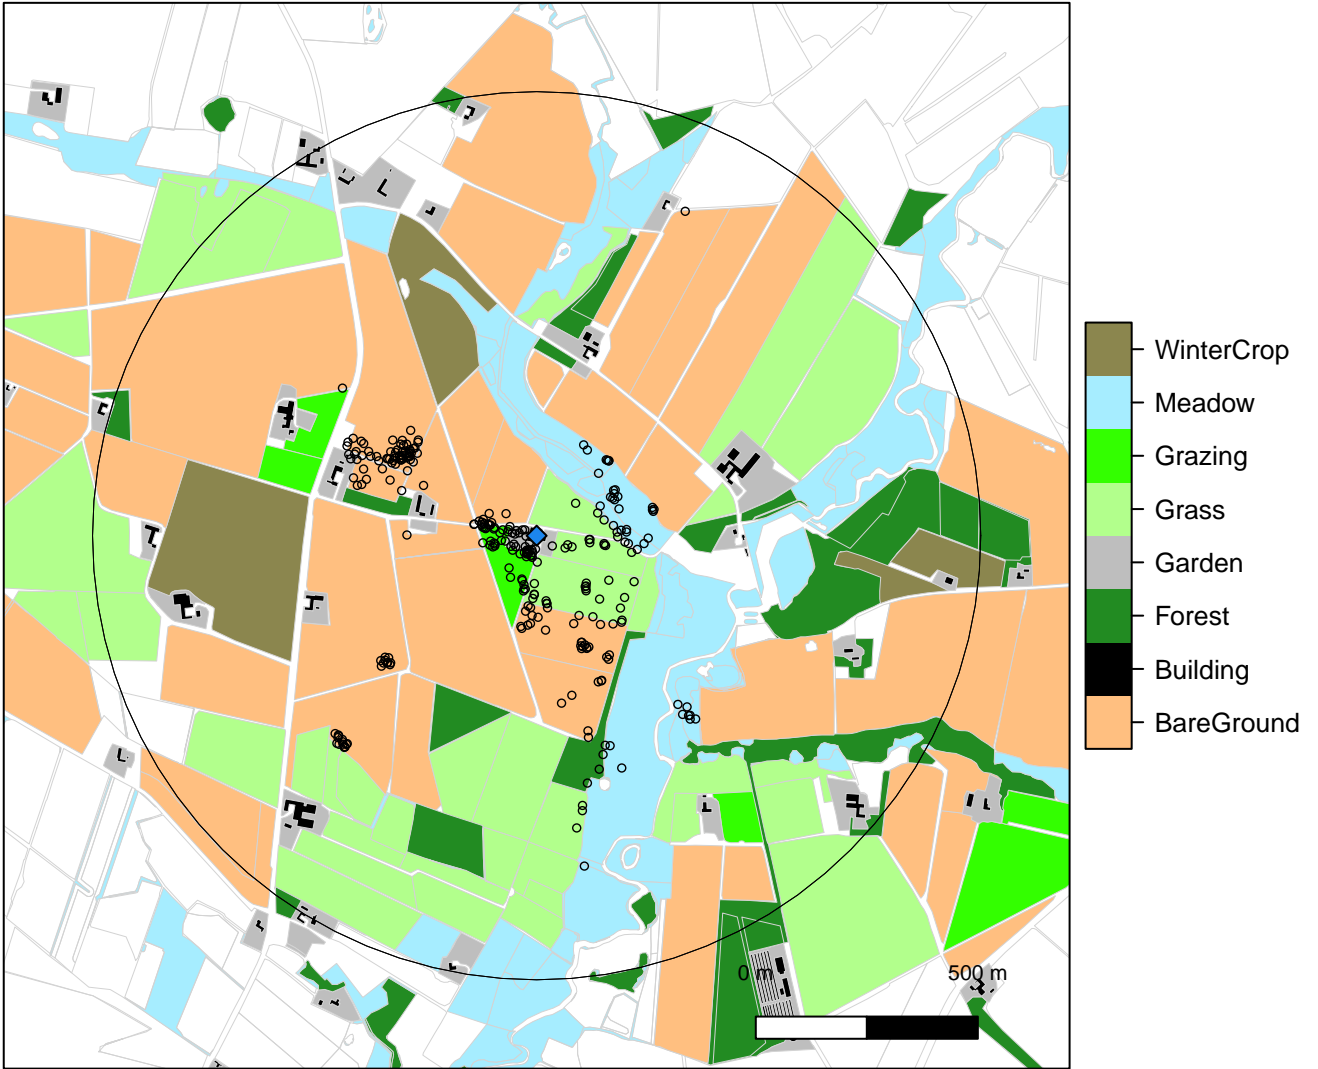 WinterCrop
Meadow
Grazing
Grass
Garden
Forest
Building
BareGround
0 m 500 m